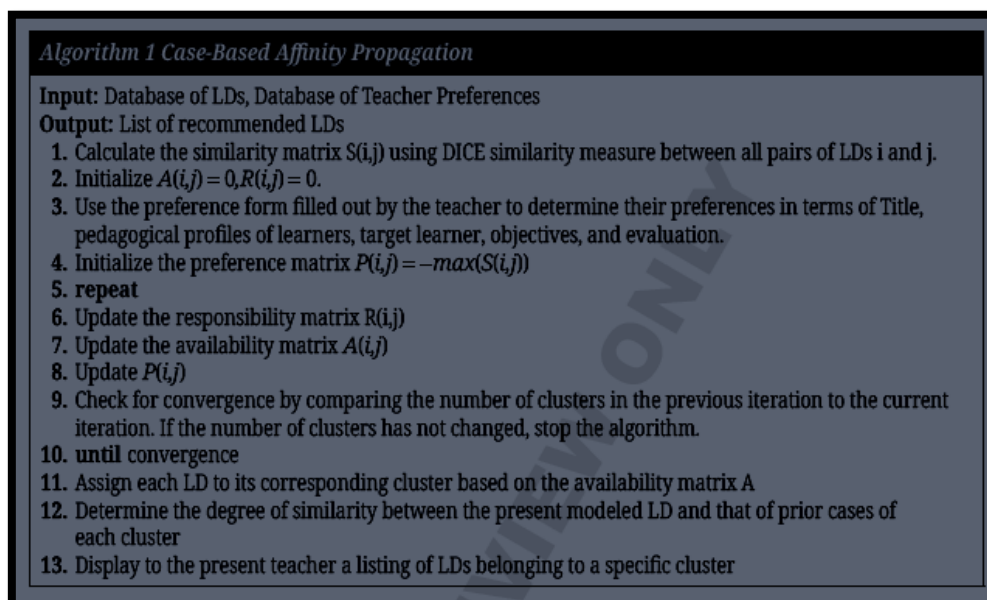 Algorithm 1 Case-Based Affinity Propagation
Input: Database of LDs, Database of Teacher Preferences
Output: List of recommended LDs
1. Calculate the similarity matrix S(i,j) using DICE similarity measure between all pairs of LDs i and j.
2. Initialize A(i,j)=0,R(i,j)=0.
3. Use the preference form filled out by the teacher to determine their preferences in terms of Title,
pedagogical profiles of learners, target learner, objectives, and evaluation.
4. Initialize the preference matrix P(i,j)=−max(S(i,j))
5. repeat
6. Update the responsibility matrix R(i,j)
7. Update the availability matrix A(i,j)
8. Update P(i,j)
9. Check for convergence by comparing the number of clusters in the previous iteration to the current
iteration. If the number of clusters has not changed, stop the algorithm.
10. until convergence
11. Assign each LD to its corresponding cluster based on the availability matrix A
12. Determine the degree of similarity between the present modeled LD and that of prior cases of
each cluster
13. Display to the present teacher a listing of LDs belonging to a specific cluster
VIEW ONLY